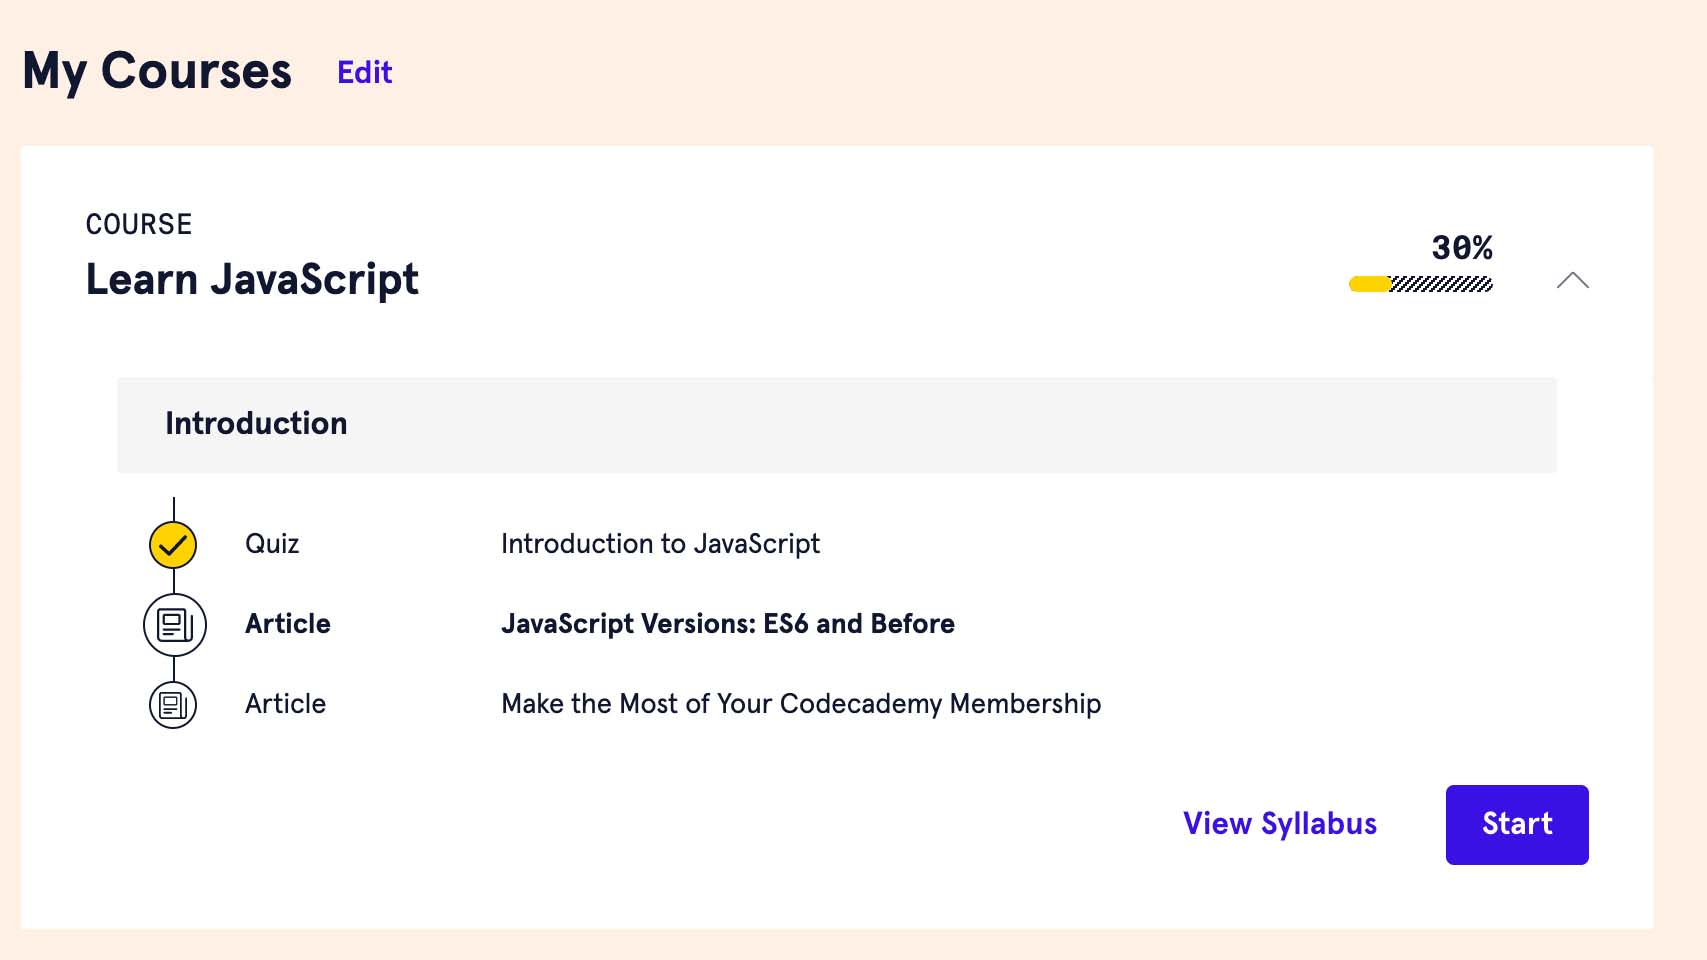 My Courses Edit
COURSE
Learn JavaScript
30%
Introduction
Quiz Introduction to JavaScript
Article JavaScript Versions: ES6 and Before
Article Make the Most of Your Codecademy Membership
View Syllabus Start